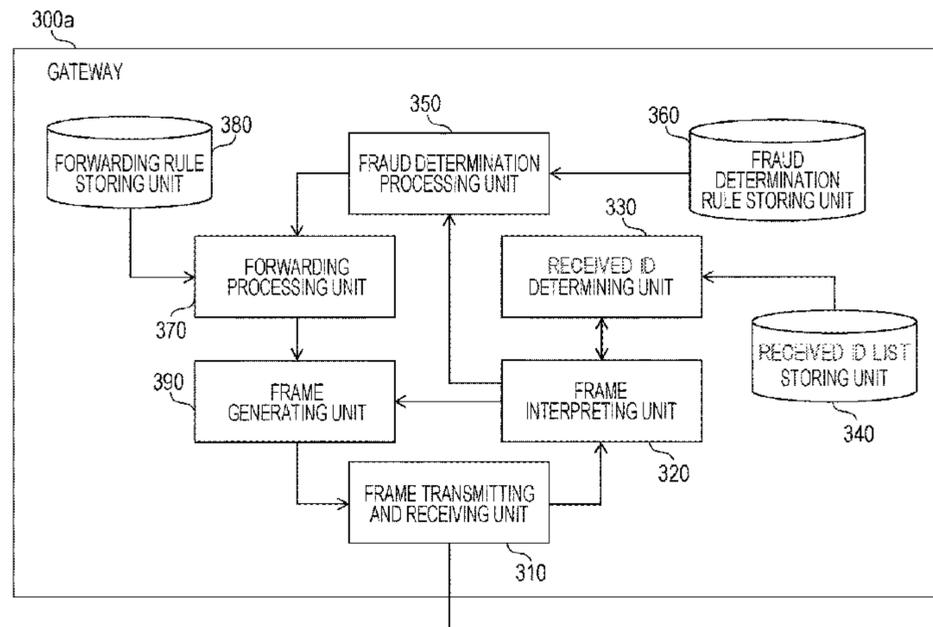 300a
GATEWAY
380
FORWARDING RULE
STORING UNIT
350
FRAUD DETERMINATION
PROCESSING UNIT
360
FRAUD
DETERMINATION
RULE STORING UNIT
330
FORWARDING
PROCESSING UNIT
370
RECEIVED ID
DETERMINING UNIT
RECEIVED ID LIST
STORING UNIT
340
390
FRAME
GENERATING UNIT
FRAME
INTERPRETING UNIT
320
FRAME TRANSMITTING
AND RECEIVING UNIT
310